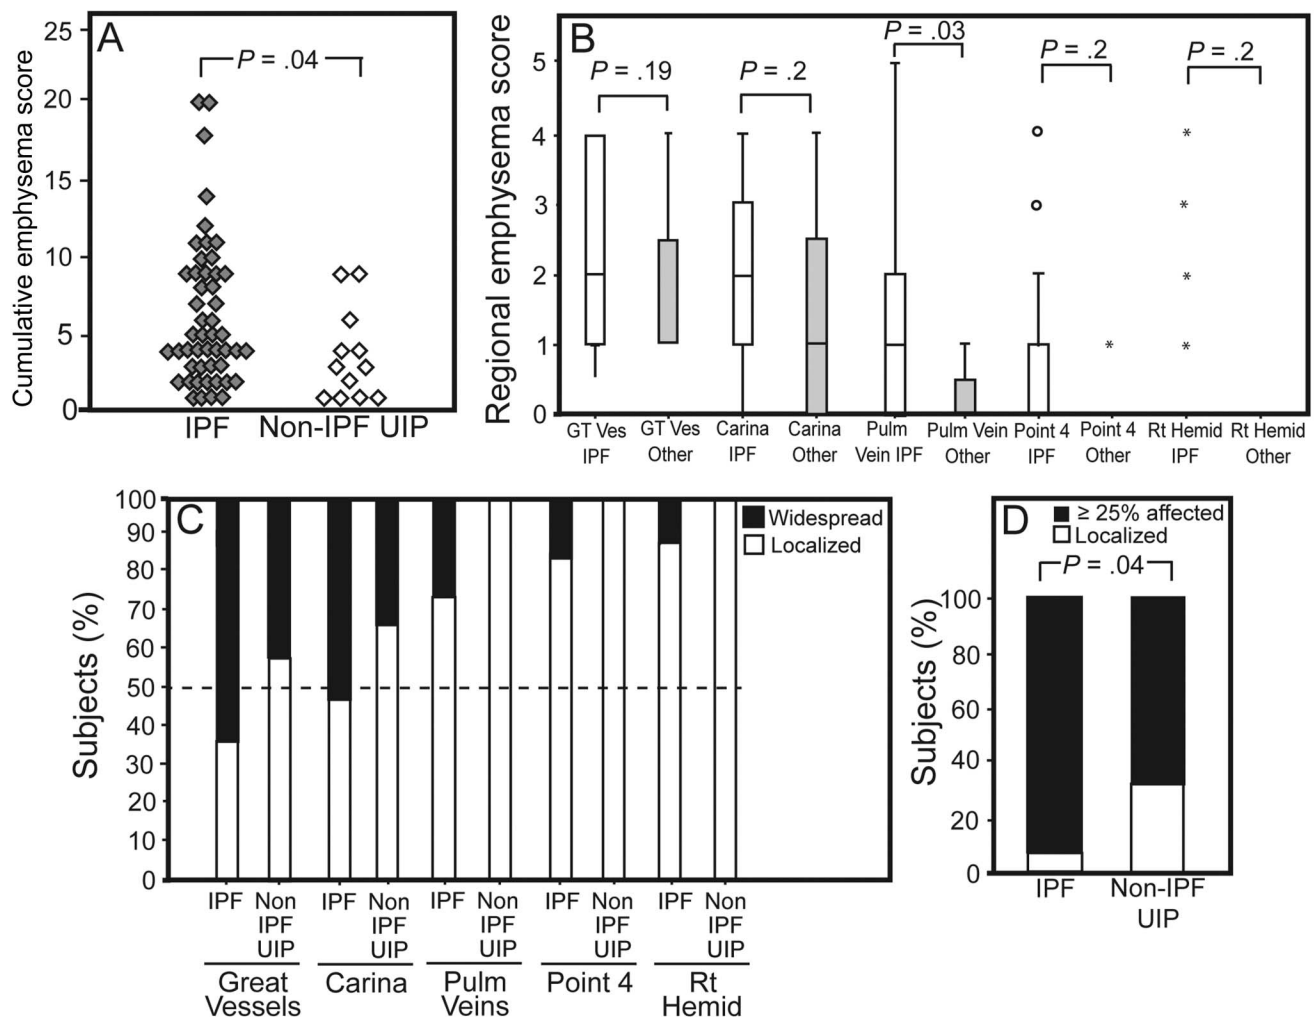 A
Cumulative emphysema score
25
20
15
10
5
0
P = .04
IPF
Non-IPF UIP
B
Regional emphysema score
5
4
3
2
1
0
P = .19
P = .2
P = .03
P = .2
P = .2
*
*
*
*
*
GT Ves
IPF
GT Ves
Other
Carina
IPF
Carina
Other
Pulm
Vein IPF
Pulm Vein
Other
Point 4
IPF
Point 4
Other
Rt Hemid
IPF
Rt Hemid
Other
C
Subjects (%)
100
90
80
70
60
50
40
30
20
10
0
Widespread
Localized
IPF
Non
IPF
UIP
IPF
Non
IPF
UIP
IPF
Non
IPF
UIP
IPF
Non
IPF
UIP
IPF
Non
IPF
UIP
Great
Vessels
Carina
Pulm
Veins
Point 4
Rt
Hemid
D
≥ 25% affected
Localized
P = .04
Subjects (%)
100
80
60
40
20
0
IPF
Non-IPF
UIP